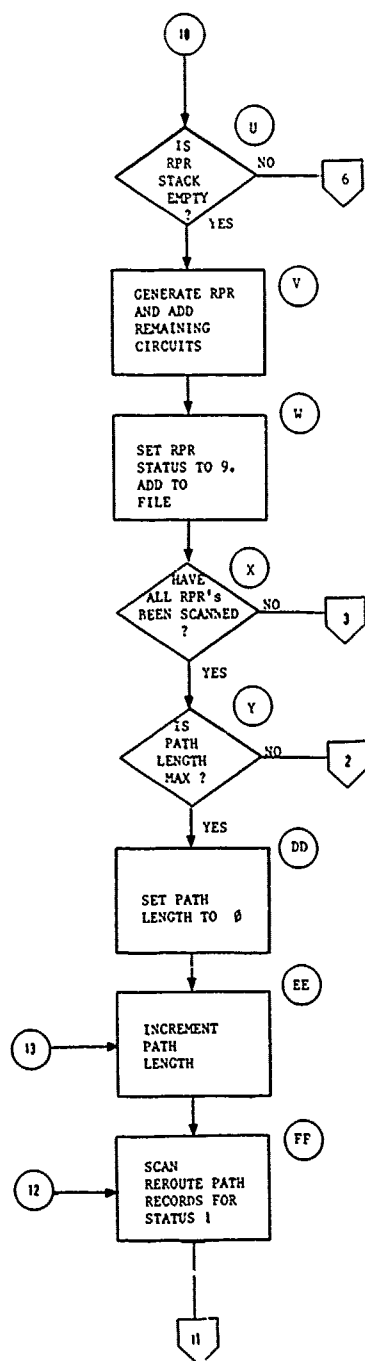 10
U
IS
RPR
STACK
EMPTY
?
NO
6
YES
V
GENERATE RPR
AND ADD
REMAINING
CIRCUITS
W
SET RPR
STATUS TO 9.
ADD TO
FILE
X
HAVE
ALL RPR's
BEEN SCANNED
?
NO
3
YES
Y
IS
PATH
LENGTH
MAX ?
NO
2
YES
DD
SET PATH
LENGTH TO Ø
EE
INCREMENT
PATH
LENGTH
13
FF
SCAN
REROUTE PATH
RECORDS FOR
STATUS 1
12
11